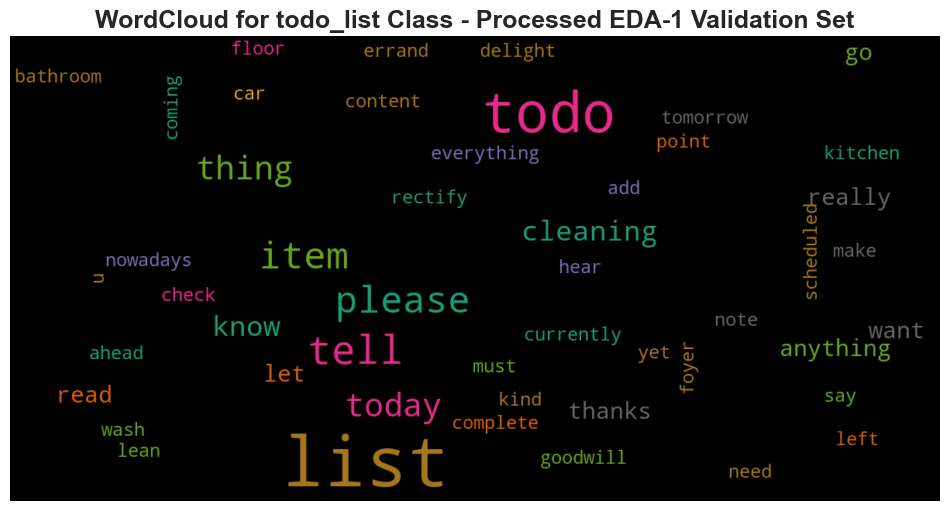 WordCloud for todo_list Class - Processed EDA-1 Validation Set
floor errand delight go
bathroom
coming car content todo tomorrow
point
everything kitchen
thing
rectify add really
scheduled
cleaning
item make
nowadays hear
u
check please
know currently note want
ahead tell yet anything
foyer
let must
read kind say
today thanks
wash complete left
lean list goodwill need